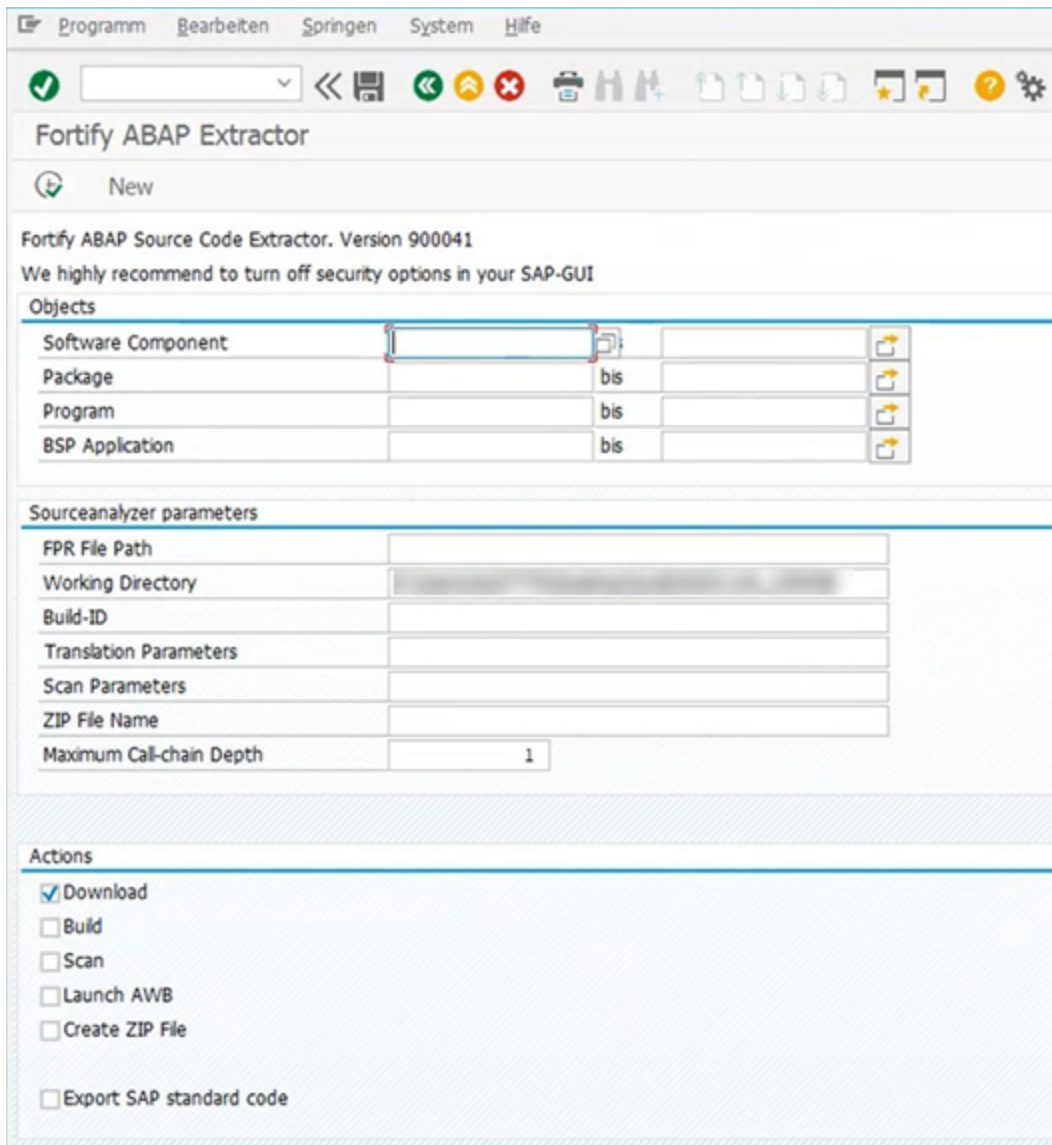 Programm Bearbeiten Springen System Hilfe
Fortify ABAP Extractor
New
Fortify ABAP Source Code Extractor. Version 900041
We highly recommend to turn off security options in your SAP-GUI
Objects
Software Component
Package bis
Program bis
BSP Application bis
Sourceanalyzer parameters
FPR File Path
Working Directory
Build-ID
Translation Parameters
Scan Parameters
ZIP File Name
Maximum Call-chain Depth 1
Actions
Download
Build
Scan
Launch AWB
Create ZIP File
Export SAP standard code